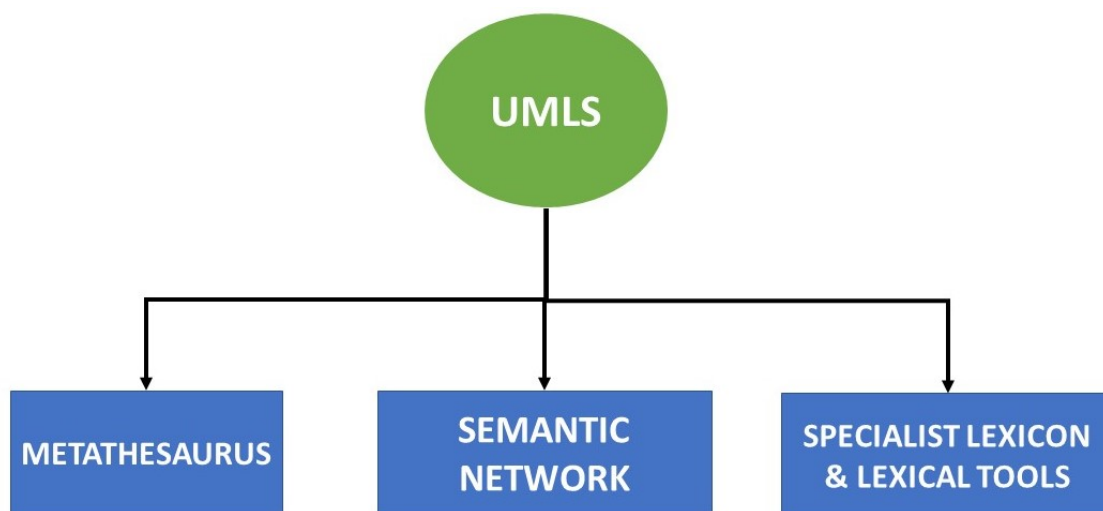 UMLS
METATHESAURUS
SEMANTIC
NETWORK
SPECIALIST LEXICON
& LEXICAL TOOLS